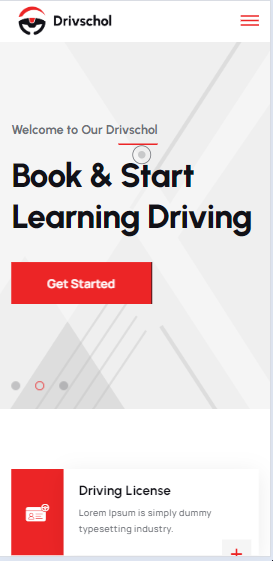 Drivschol
Welcome to Our Drivschol
Book & Start
Learning Driving
Get Started
Driving License
Lorem Ipsum is simply dummy
typesetting industry.
+